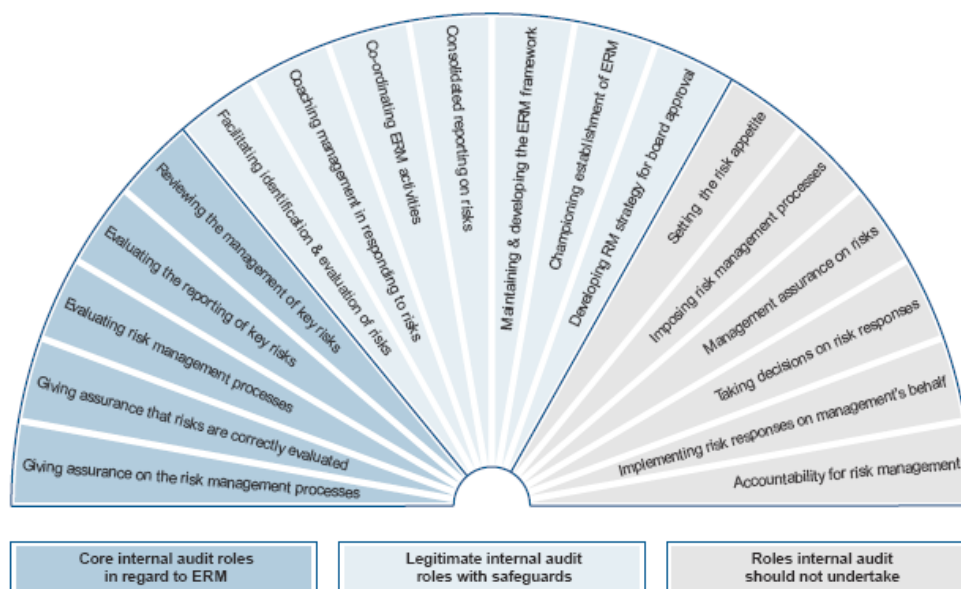 Giving assurance on the risk management processes
Giving assurance that risks are correctly evaluated
Evaluating risk management processes
Evaluating the reporting of key risks
Reviewing the management of key risks
Facilitating identification & evaluation of risks
Coaching management in responding to risks
Co-ordinating ERM activities
Consolidated reporting on risks
Maintaining & developing the ERM framework
Championing establishment of ERM
Developing RM strategy for board approval
Setting the risk appetite
Imposing risk management processes
Management assurance on risks
Taking decisions on risk responses
Implementing risk responses on management's behalf
Accountability for risk management
Core internal audit roles
in regard to ERM
Legitimate internal audit
roles with safeguards
Roles internal audit
should not undertake